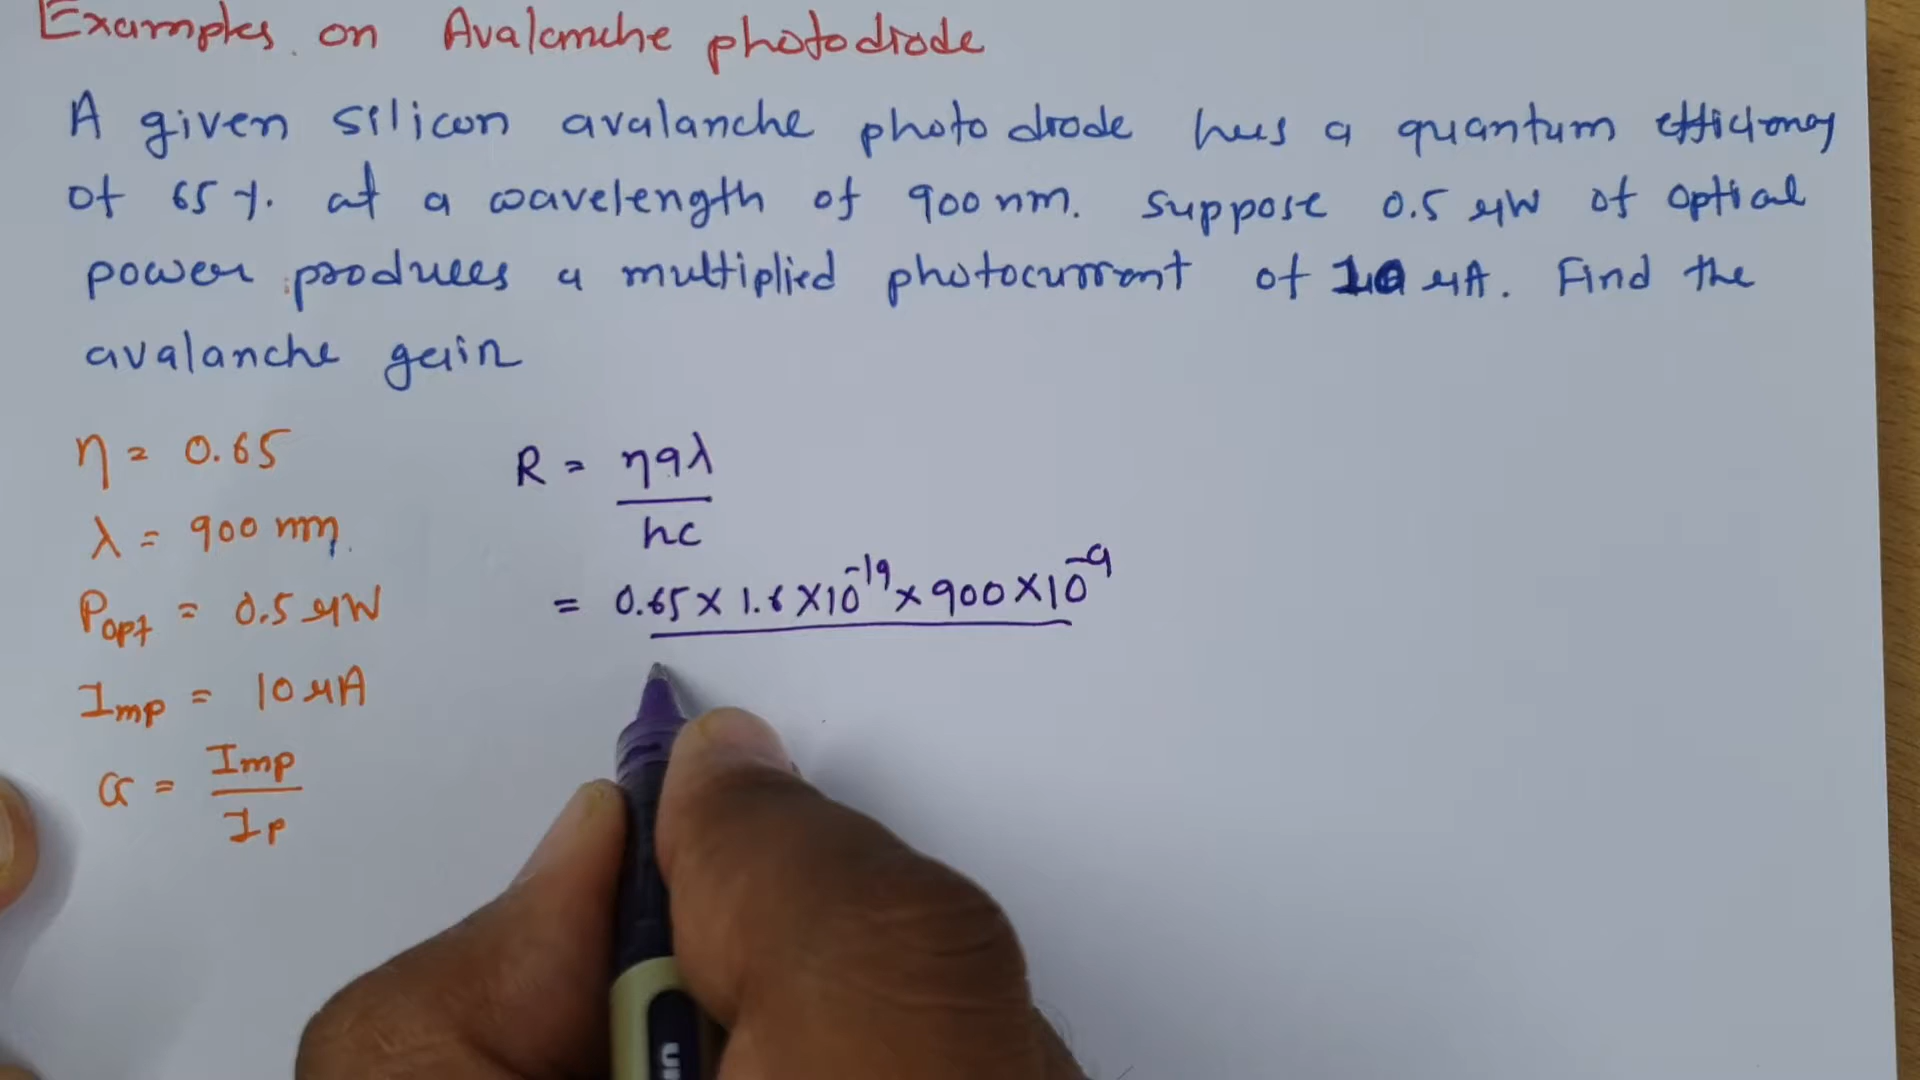 Examples on Avalanche photodiode
A given silicon avalanche photo diode has a quantum efficiency
of 65%. at a wavelength of 900 nm. Suppose 0.5 μW of optical
power produces a multiplied photocurrent of 10 μA. Find the
avalanche gain
η = 0.65
λ = 900 nm.
Popt = 0.5 μW
Imp = 10 μA
G = Imp / Ip
R = ηqλ / hc
= 0.65 × 1.6 × 10⁻¹⁹ × 900 × 10⁻⁹